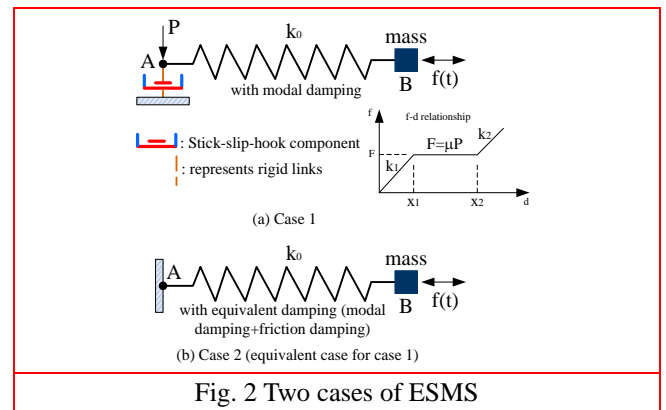 P
k₀
mass
A
B
f(t)
with modal damping
f
f-d relationship
k₂
F=μP
F
k₁
x₁
x₂
d
: Stick-slip-hook component
: represents rigid links
(a) Case 1
k₀
mass
A
B
f(t)
with equivalent damping (modal
damping+friction damping)
(b) Case 2 (equivalent case for case 1)
Fig. 2 Two cases of ESMS